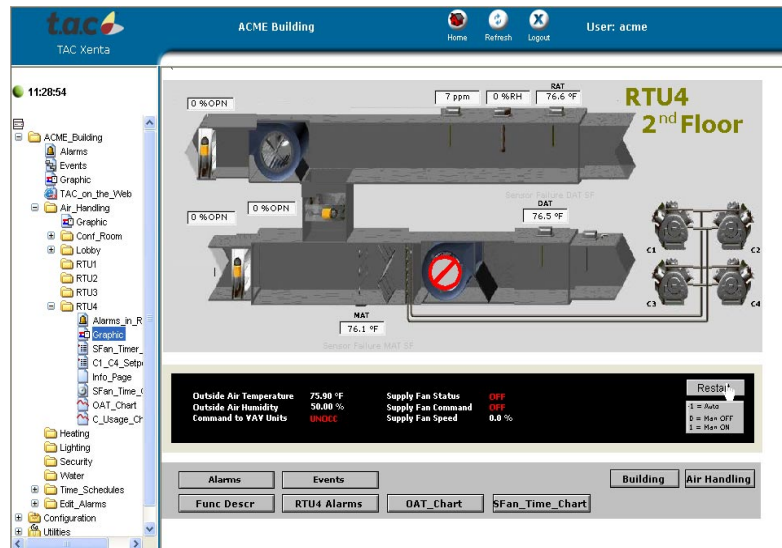 t.a.c
TAC Xenta
ACME Building
Home
Refresh
Logout
User: acme
11:28:54
ACME_Building
Alarms
Events
Graphic
TAC_on_the_Web
Air_Handling
Graphic
Conf_Room
Lobby
RTU1
RTU2
RTU3
RTU4
Alarms_in_R
Graphic
SFan_Timer_
C1_C4_Setp
Info_Page
SFan_Time_
OAT_Chart
C_Usage_Ch
Heating
Lighting
Security
Water
Time_Schedules
Edit_Alarms
Configuration
Utilities
RTU4
2nd Floor
0 %OPN
7 ppm
0 %RH
RAT
76.6 ºF
Sensor Failure DAT SF
0 %OPN
0 %OPN
DAT
76.5 ºF
C1
C2
C3
C4
MAT
76.1 ºF
Sensor Failure MAT SF
Outside Air Temperature 75.90 ºF
Outside Air Humidity 50.00 %
Command to VAV Units UNOCC
Supply Fan Status OFF
Supply Fan Command OFF
Supply Fan Speed 0.0 %
Restart
-1 = Auto
0 = Man OFF
1 = Man ON
Alarms
Events
Building
Air Handling
Func Descr
RTU4 Alarms
OAT_Chart
SFan_Time_Chart